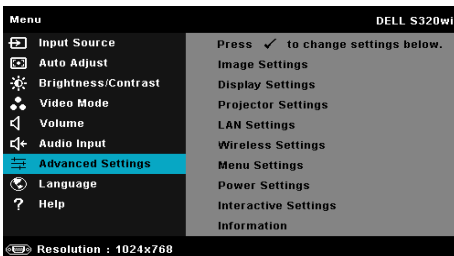 Menu DELL S320wi
Input Source
Auto Adjust
Brightness/Contrast
Video Mode
Volume
Audio Input
Advanced Settings
Language
? Help
Press ✓ to change settings below.
Image Settings
Display Settings
Projector Settings
LAN Settings
Wireless Settings
Menu Settings
Power Settings
Interactive Settings
Information
Resolution : 1024x768